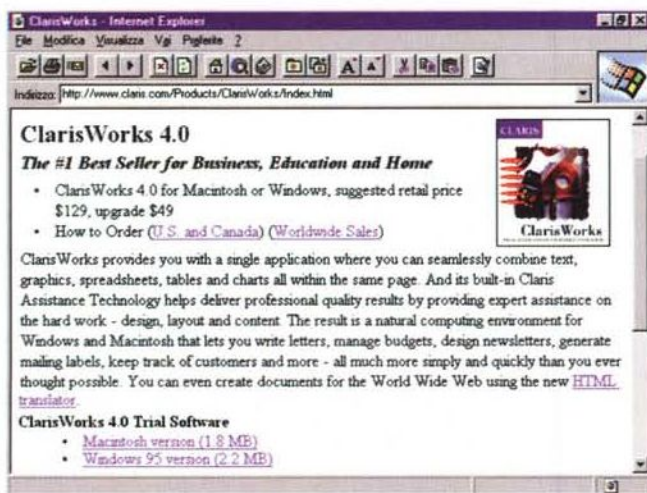 ClarisWorks - Internet Explorer
File Modifica Visualizza Vai Preferite ?
Indirizzo: http://www.claris.com/Products/ClarisWorks/Index.html
ClarisWorks 4.0
The #1 Best Seller for Business, Education and Home
• ClarisWorks 4.0 for Macintosh or Windows, suggested retail price
$129, upgrade $49
• How to Order (U.S. and Canada) (Worldwide Sales)
CLARIS
ClarisWorks
ClarisWorks provides you with a single application where you can seamlessly combine text,
graphics, spreadsheets, tables and charts all within the same page. And its built-in Claris
Assistance Technology helps deliver professional quality results by providing expert assistance on
the hard work - design, layout and content. The result is a natural computing environment for
Windows and Macintosh that lets you write letters, manage budgets, design newsletters, generate
mailing labels, keep track of customers and more - all much more simply and quickly than you ever
thought possible. You can even create documents for the World Wide Web using the new HTML
translator.
ClarisWorks 4.0 Trial Software
• Macintosh version (1.8 MB)
• Windows 95 version (2.2 MB)